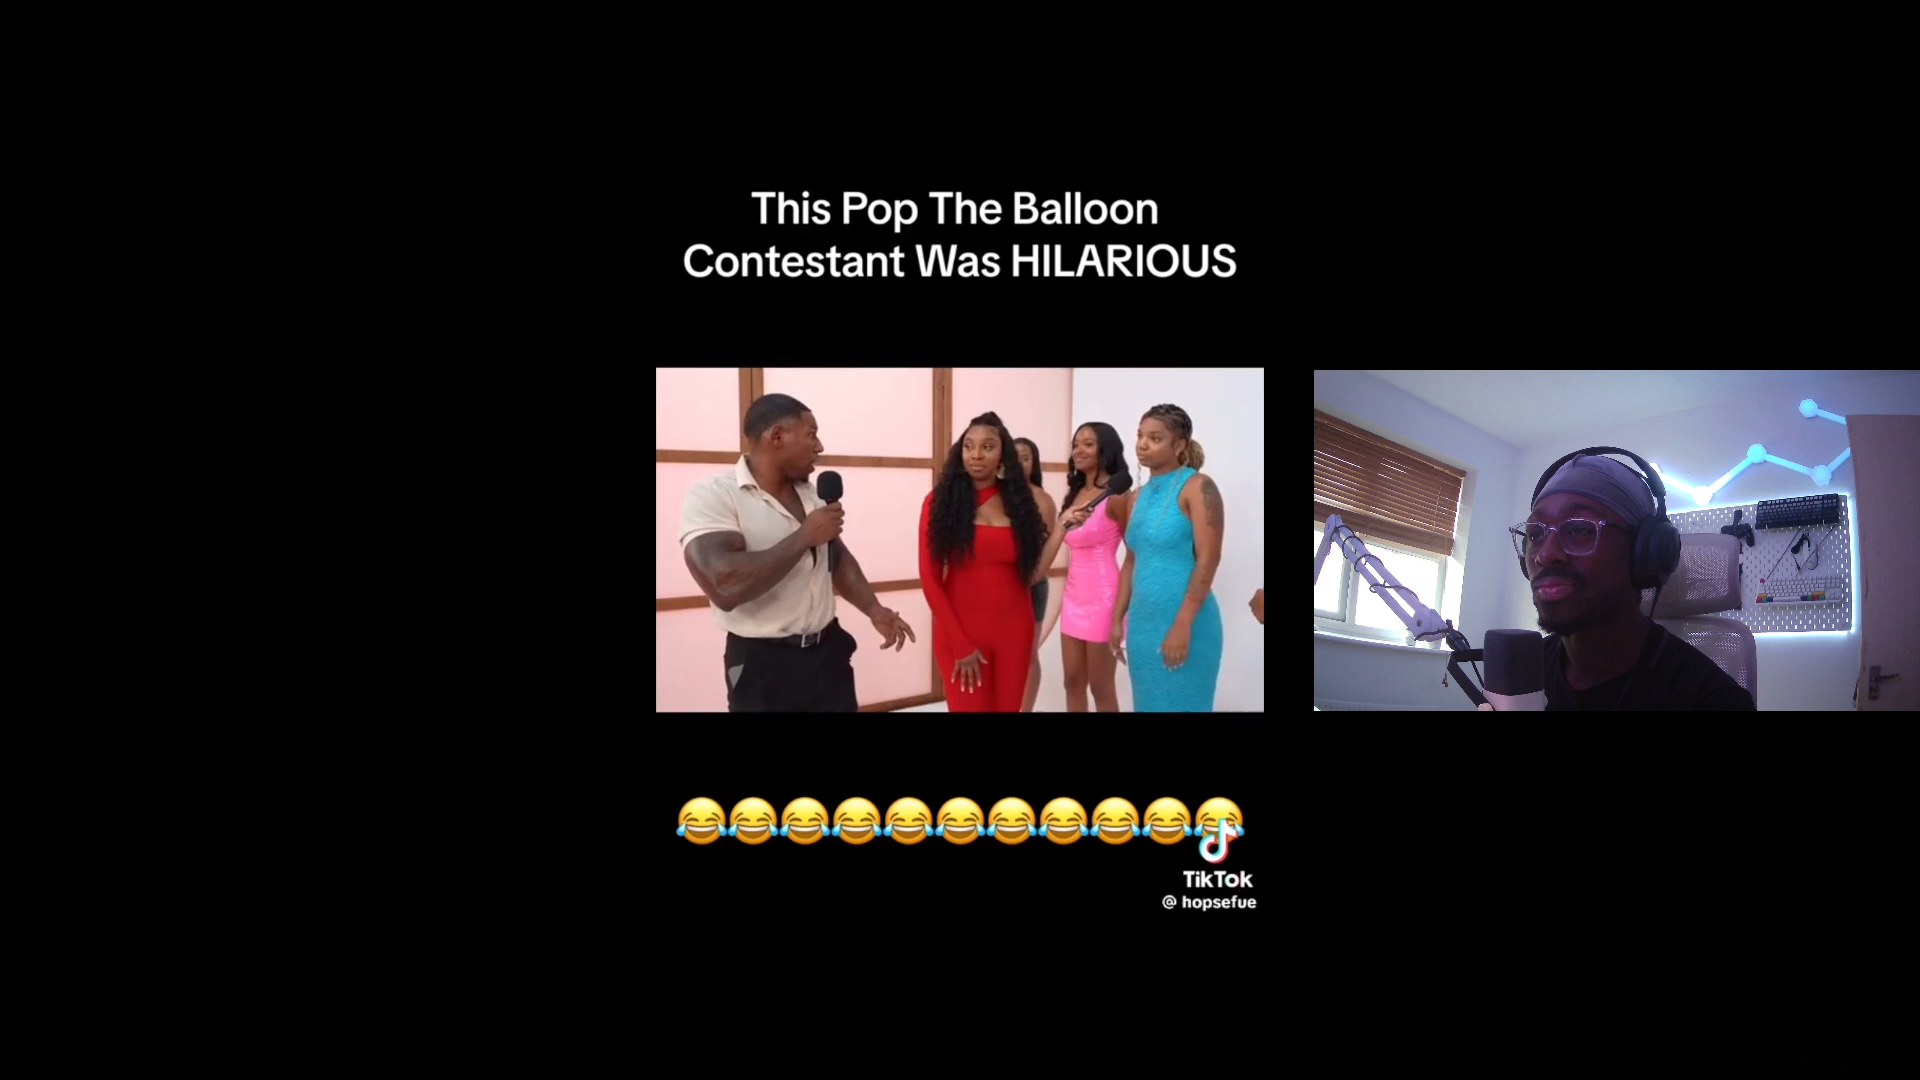 This Pop The Balloon
Contestant Was HILARIOUS
TikTok
@ hopsefue